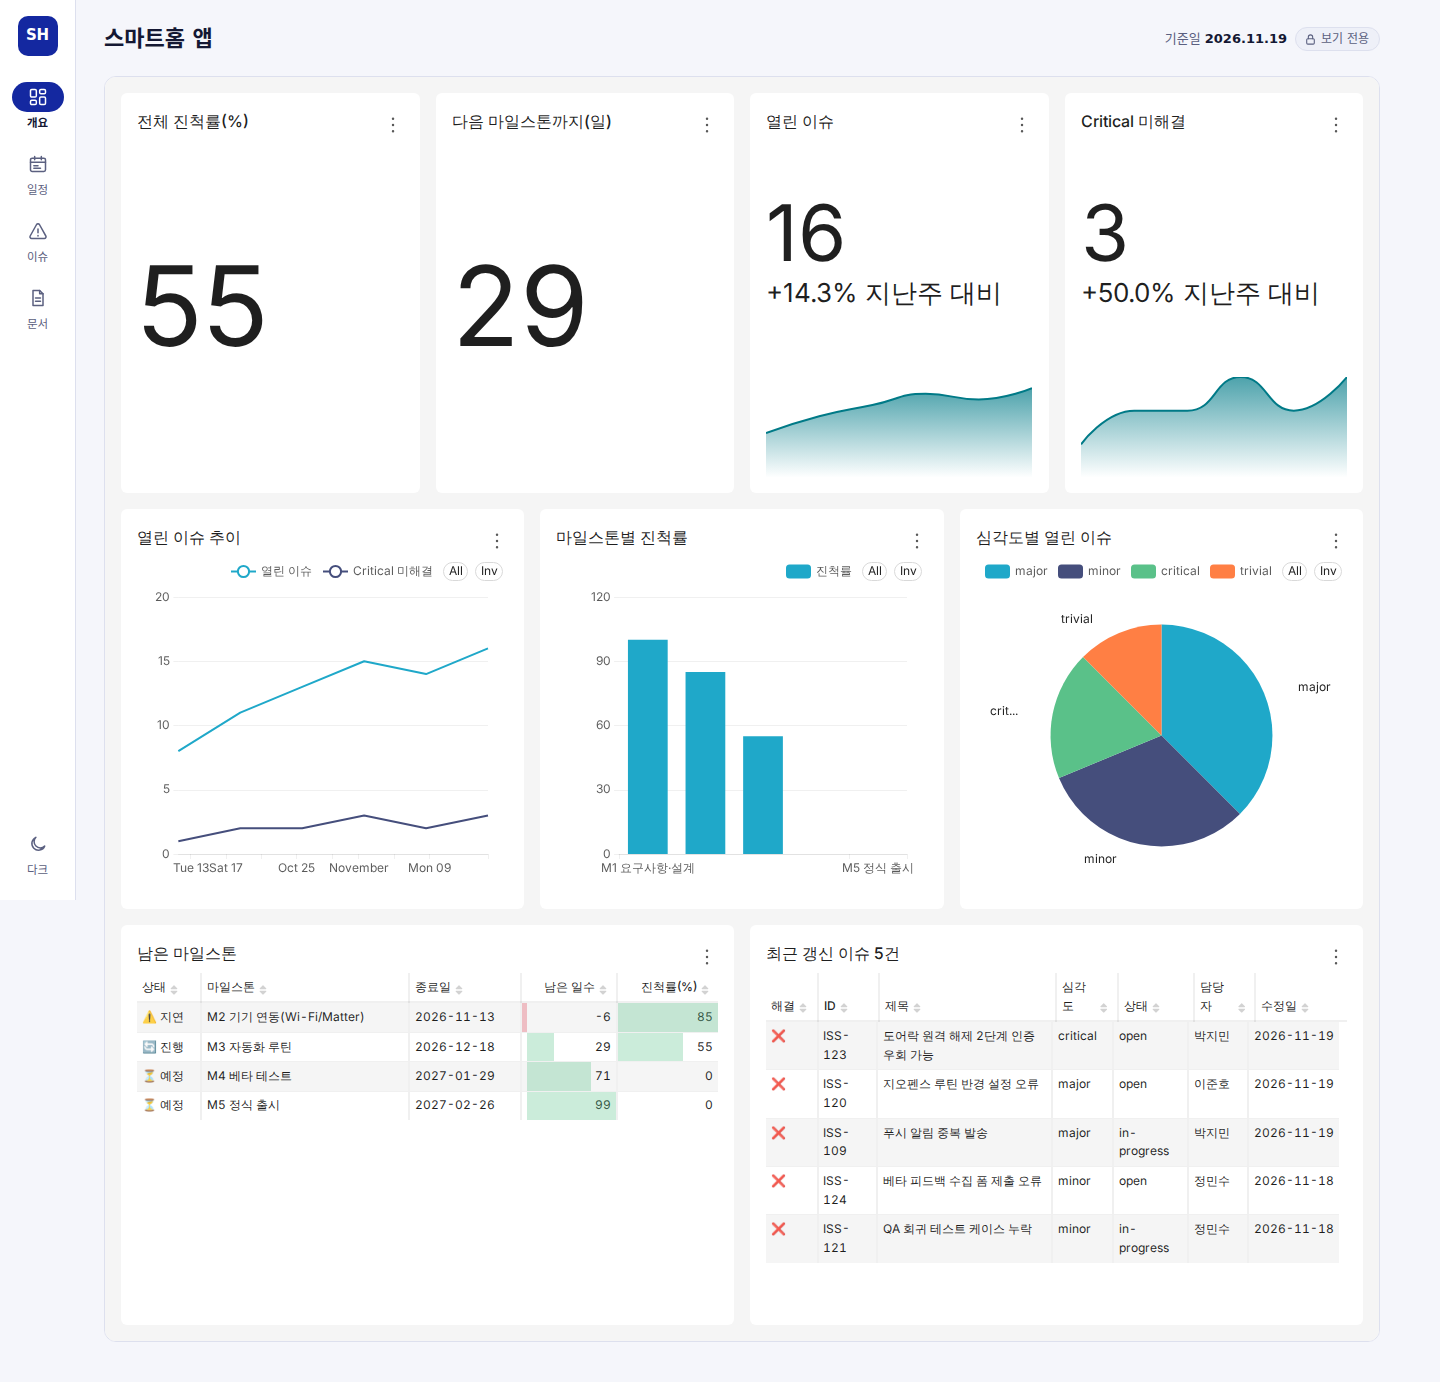 SH
스마트홈 앱
기준일 2026.11.19
보기 전용
개요
일정
이슈
문서
다크
전체 진척률(%)
55
다음 마일스톤까지(일)
29
열린 이슈
16
+14.3% 지난주 대비
Critical 미해결
3
+50.0% 지난주 대비
열린 이슈 추이
열린 이슈 Critical 미해결 All Inv
20
15
10
5
0
Tue 13 Sat 17 Oct 25 November Mon 09
마일스톤별 진척률
진척률 All Inv
120
90
60
30
0
M1 요구사항·설계 M5 정식 출시
심각도별 열린 이슈
major minor critical trivial All Inv
trivial
major
crit...
minor
남은 마일스톤
상태 마일스톤 종료일 남은 일수 진척률(%)
지연 M2 기기 연동(Wi-Fi/Matter) 2026-11-13 -6 85
진행 M3 자동화 루틴 2026-12-18 29 55
예정 M4 베타 테스트 2027-01-29 71 0
예정 M5 정식 출시 2027-02-26 99 0
최근 갱신 이슈 5건
해결 ID 제목 심각
도 상태 담당
자 수정일
ISS-
123 도어락 원격 해제 2단계 인증
우회 가능 critical open 박지민 2026-11-19
ISS-
120 지오펜스 루틴 반경 설정 오류 major open 이준호 2026-11-19
ISS-
109 푸시 알림 중복 발송 major in-
progress 박지민 2026-11-19
ISS-
124 베타 피드백 수집 폼 제출 오류 minor open 정민수 2026-11-18
ISS-
121 QA 회귀 테스트 케이스 누락 minor in-
progress 정민수 2026-11-18